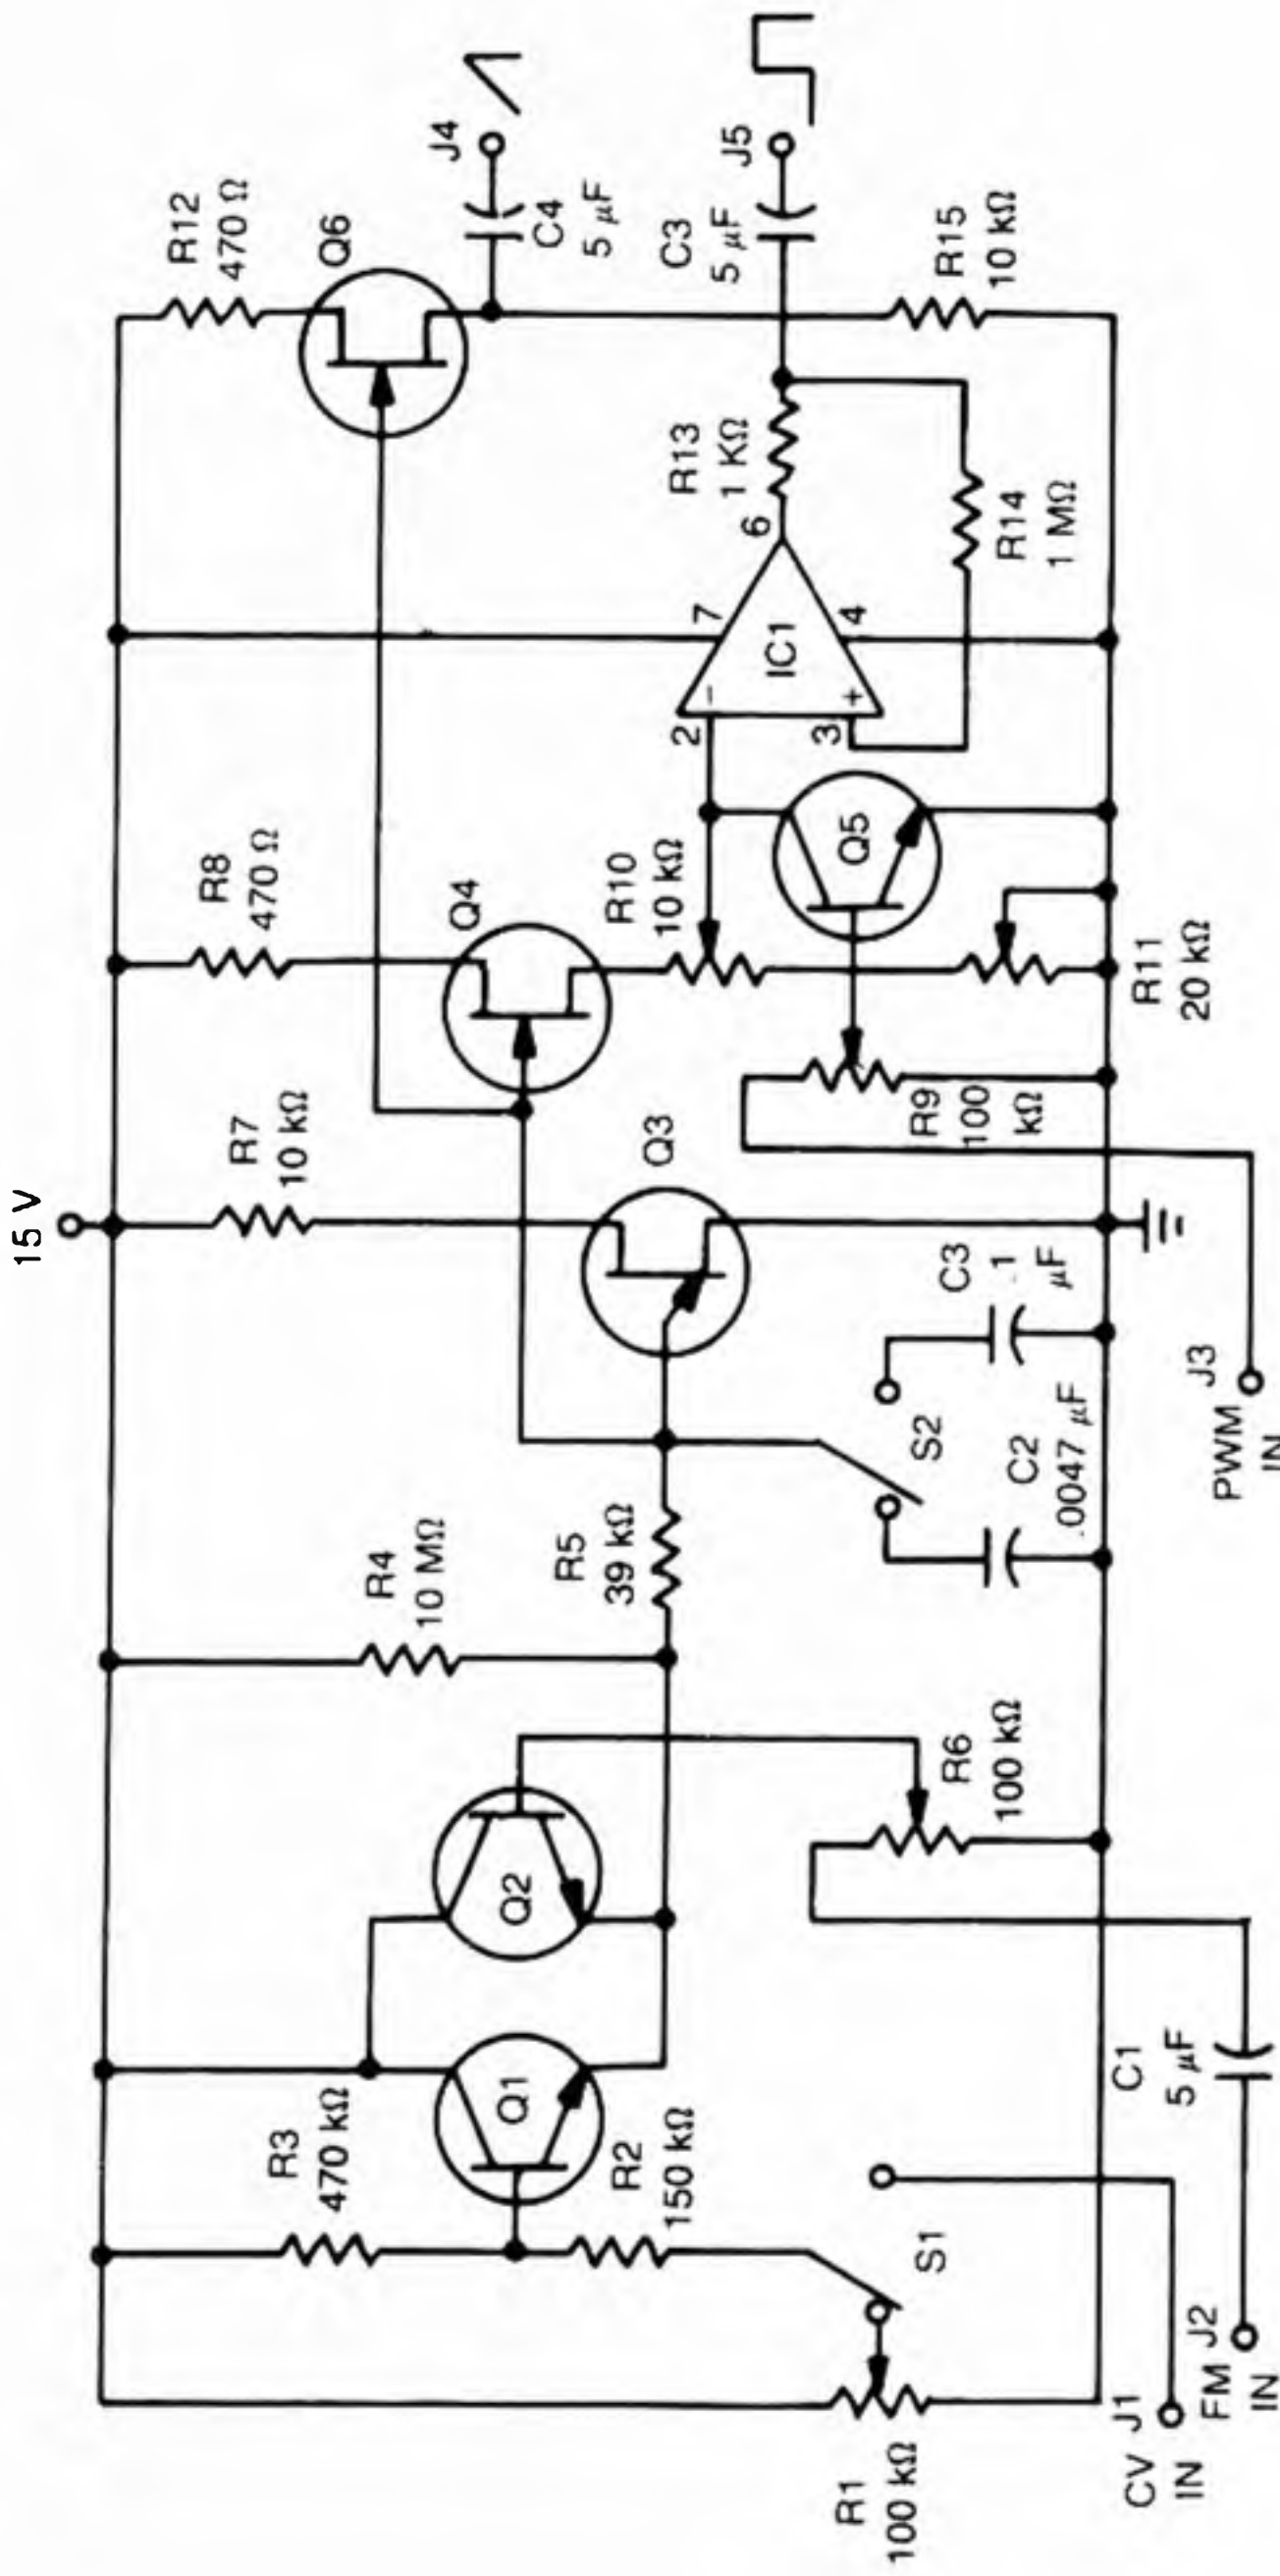 15 V
R12
470 Ω
Q6
J4
C4
5 µF
R8
470 Ω
Q4
R7
10 kΩ
R10
10 kΩ
R13
1 KΩ
C3
5 µF
J5
7
6
2
−
IC1
3
+
4
R14
1 MΩ
R15
10 kΩ
Q5
R11
20 kΩ
R9
100
kΩ
Q3
R4
10 MΩ
R5
39 kΩ
S2
C3
.1
µF
C2
.0047 µF
J3
PWM
IN
Q2
R6
100 kΩ
R3
470 kΩ
Q1
R2
150 kΩ
S1
C1
5 µF
R1
100 kΩ
CV J1
IN
FM J2
IN